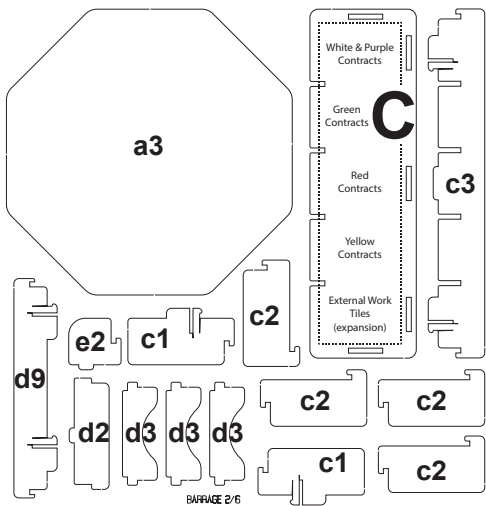 White & Purple
Contracts
Green
Contracts
C
Red
Contracts
Yellow
Contracts
External Work
Tiles
(expansion)
a3
c3
c2
e2
c1
d9
c2
c2
d2
d3
d3
d3
c1
c2
BARRAGE 2/6